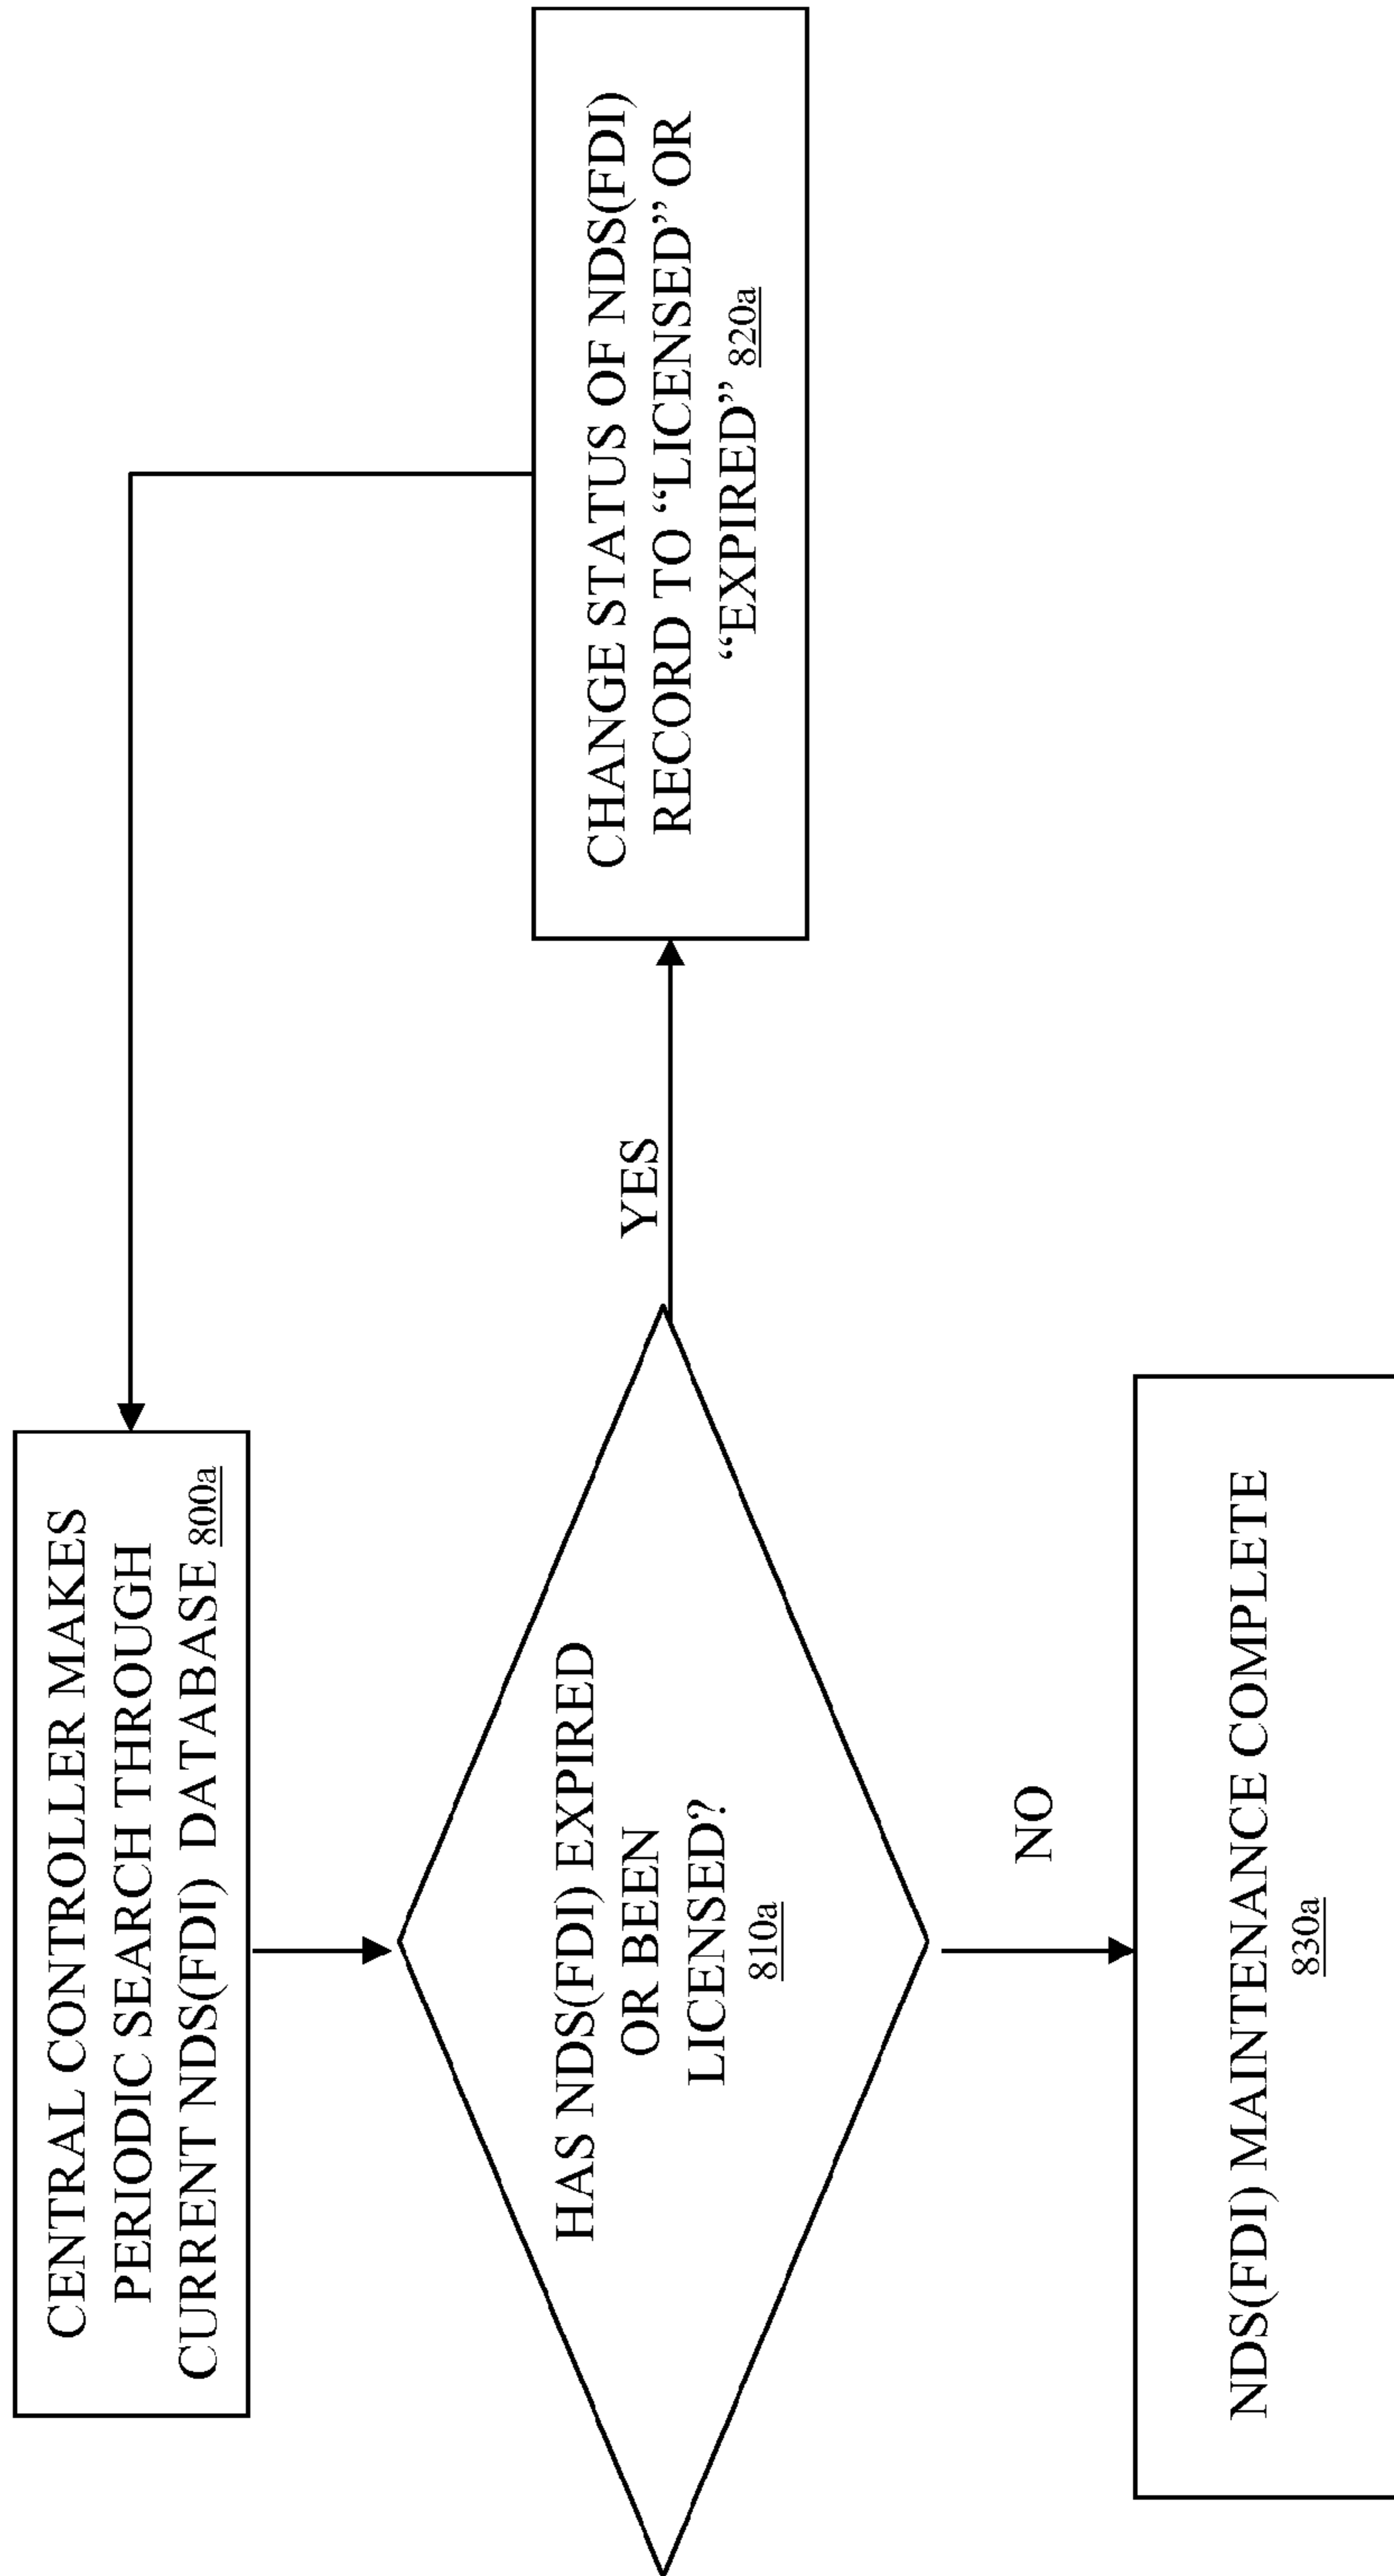 CENTRAL CONTROLLER MAKES
PERIODIC SEARCH THROUGH
CURRENT NDS(FDI) DATABASE 800a
HAS NDS(FDI) EXPIRED
OR BEEN
LICENSED?
810a
YES
CHANGE STATUS OF NDS(FDI)
RECORD TO “LICENSED” OR
“EXPIRED” 820a
NO
NDS(FDI) MAINTENANCE COMPLETE
830a